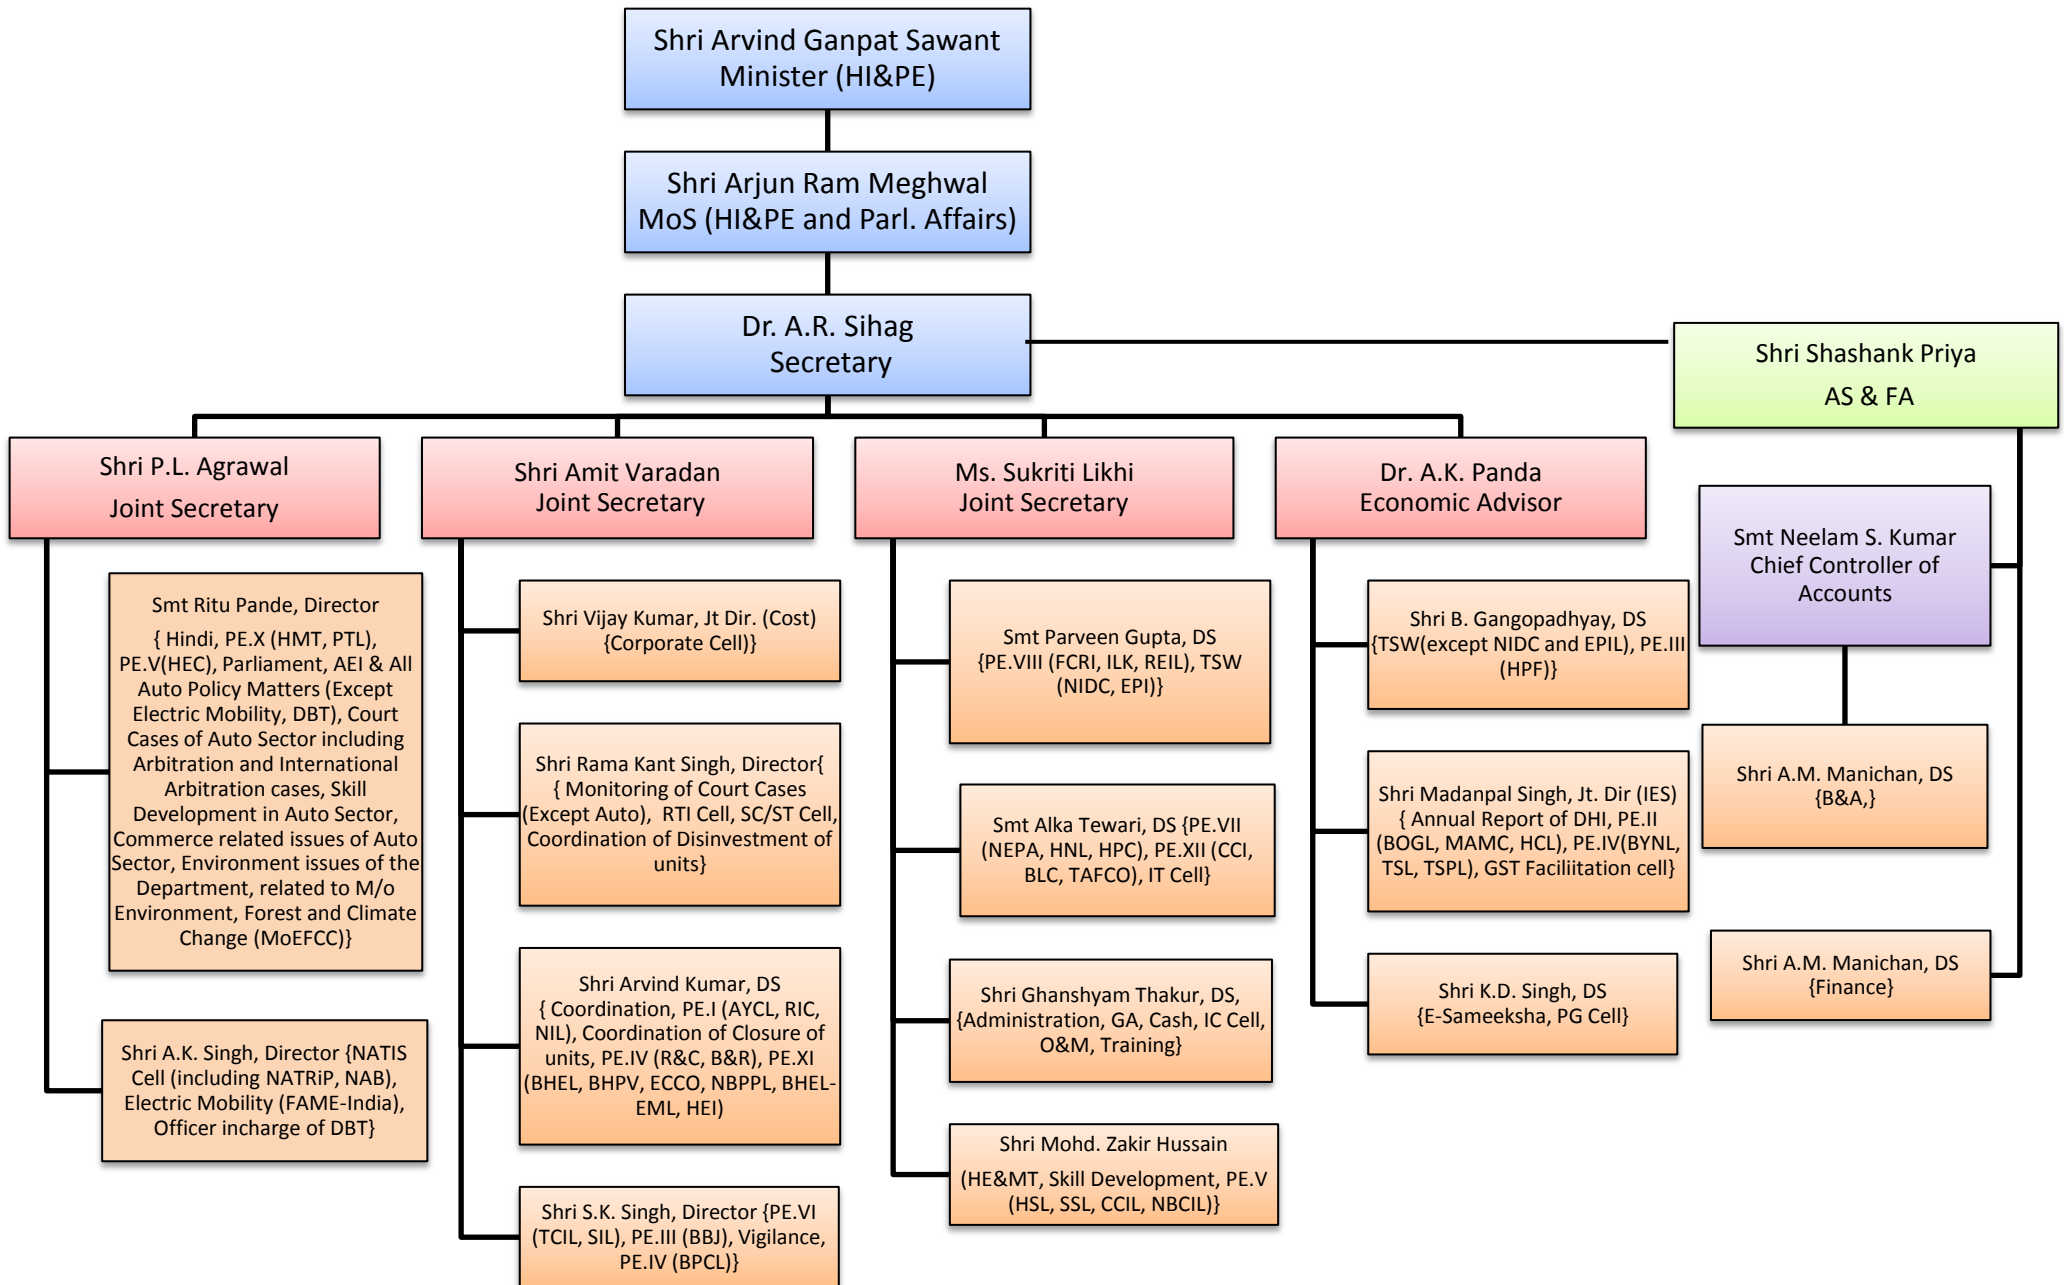 Shri Arvind Ganpat Sawant
Minister (HI&PE)
Shri Arjun Ram Meghwal
MoS (HI&PE and Parl. Affairs)
Dr. A.R. Sihag
Secretary
Shri Shashank Priya
AS & FA
Shri P.L. Agrawal
Joint Secretary
Shri Amit Varadan
Joint Secretary
Ms. Sukriti Likhi
Joint Secretary
Dr. A.K. Panda
Economic Advisor
Smt Neelam S. Kumar
Chief Controller of
Accounts
Smt Ritu Pande, Director
{ Hindi, PE.X (HMT, PTL),
PE.V(HEC), Parliament, AEI & All
Auto Policy Matters (Except
Electric Mobility, DBT), Court
Cases of Auto Sector including
Arbitration and International
Arbitration cases, Skill
Development in Auto Sector,
Commerce related issues of Auto
Sector, Environment issues of the
Department, related to M/o
Environment, Forest and Climate
Change (MoEFCC)}
Shri A.K. Singh, Director {NATIS
Cell (including NATRiP, NAB),
Electric Mobility (FAME-India),
Officer incharge of DBT}
Shri Vijay Kumar, Jt Dir. (Cost)
{Corporate Cell)}
Shri Rama Kant Singh, Director{
{ Monitoring of Court Cases
(Except Auto),  RTI Cell, SC/ST Cell,
Coordination of Disinvestment of
units}
Shri Arvind Kumar, DS
{ Coordination, PE.I (AYCL, RIC,
NIL), Coordination of Closure of
units, PE.IV (R&C, B&R), PE.XI
(BHEL, BHPV, ECCO, NBPPL, BHEL-
EML, HEI)
Shri S.K. Singh, Director {PE.VI
(TCIL, SIL), PE.III (BBJ), Vigilance,
PE.IV (BPCL)}
Smt Parveen Gupta, DS
{PE.VIII (FCRI, ILK, REIL), TSW
(NIDC, EPI)}
Smt Alka Tewari, DS {PE.VII
(NEPA, HNL, HPC), PE.XII (CCI,
BLC, TAFCO), IT Cell}
Shri Ghanshyam Thakur, DS,
{Administration, GA, Cash, IC Cell,
O&M, Training}
Shri Mohd. Zakir Hussain
(HE&MT, Skill Development, PE.V
(HSL, SSL, CCIL, NBCIL)}
Shri B. Gangopadhyay, DS
{TSW(except NIDC and EPIL), PE.III
(HPF)}
Shri Madanpal Singh, Jt. Dir (IES)
{ Annual Report of DHI, PE.II
(BOGL, MAMC, HCL), PE.IV(BYNL,
TSL, TSPL), GST Faciliitation cell}
Shri K.D. Singh, DS
{E-Sameeksha, PG Cell}
Shri A.M. Manichan, DS
{B&A,}
Shri A.M. Manichan, DS
{Finance}